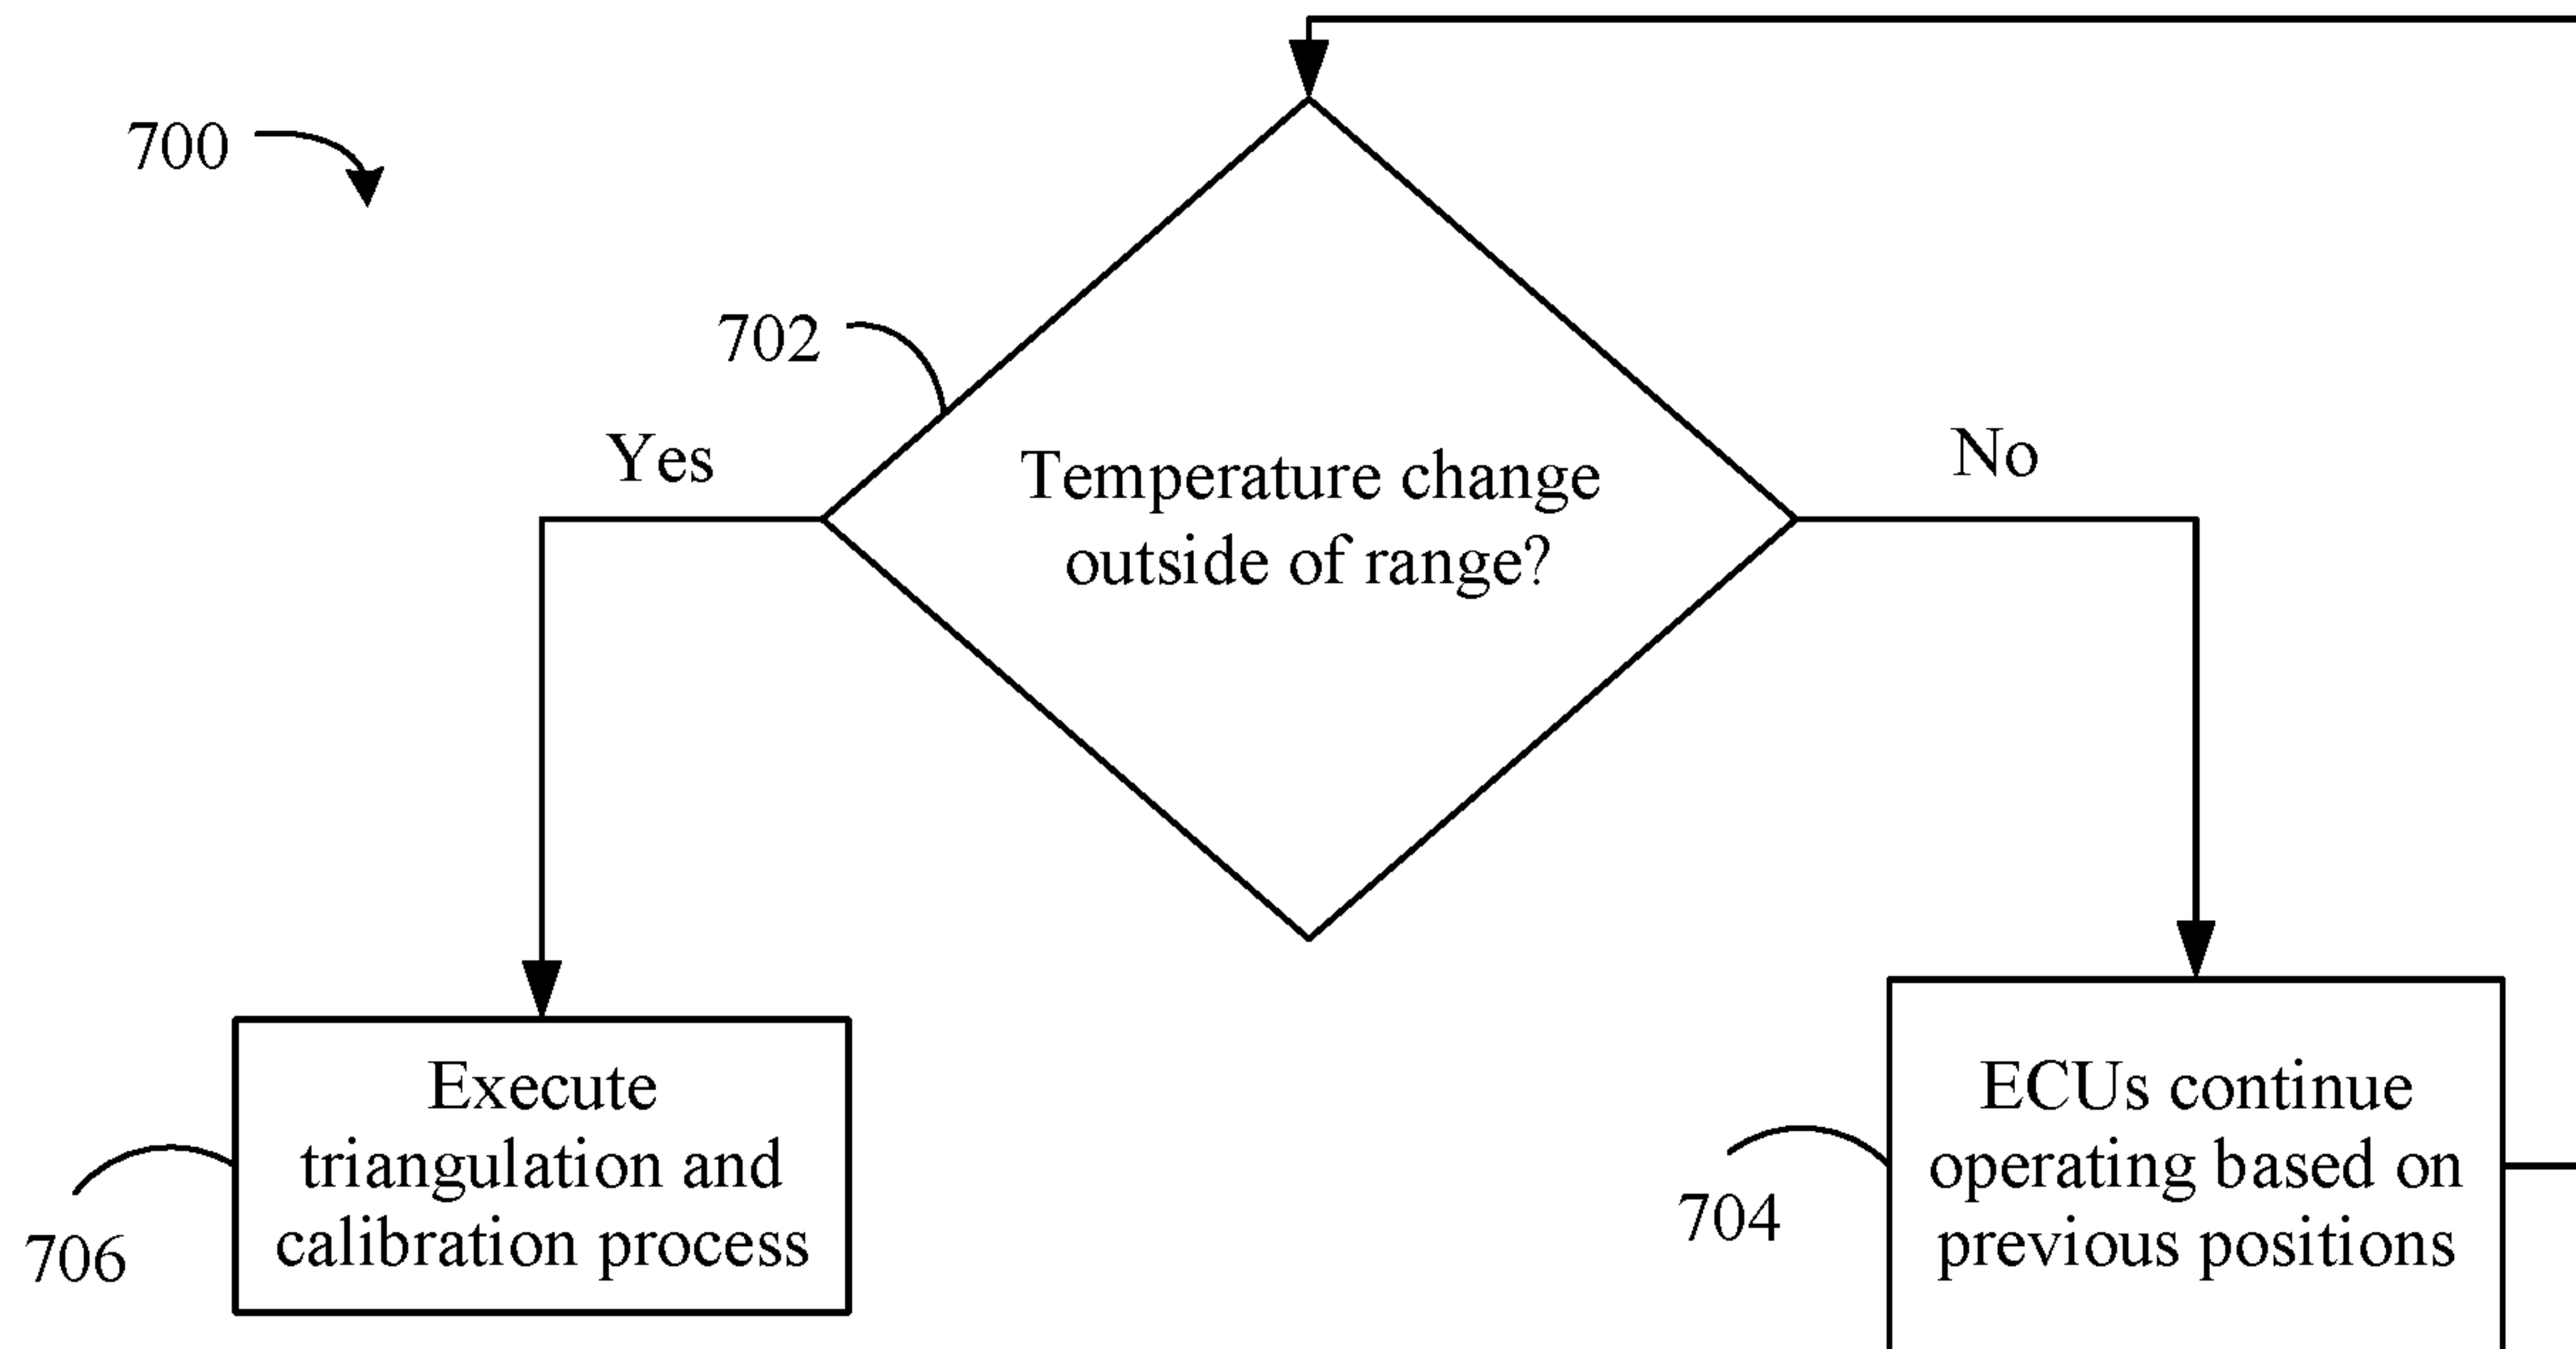 700
702
Yes
No
Temperature change
outside of range?
Execute
triangulation and
calibration process
706
ECUs continue
operating based on
previous positions
704